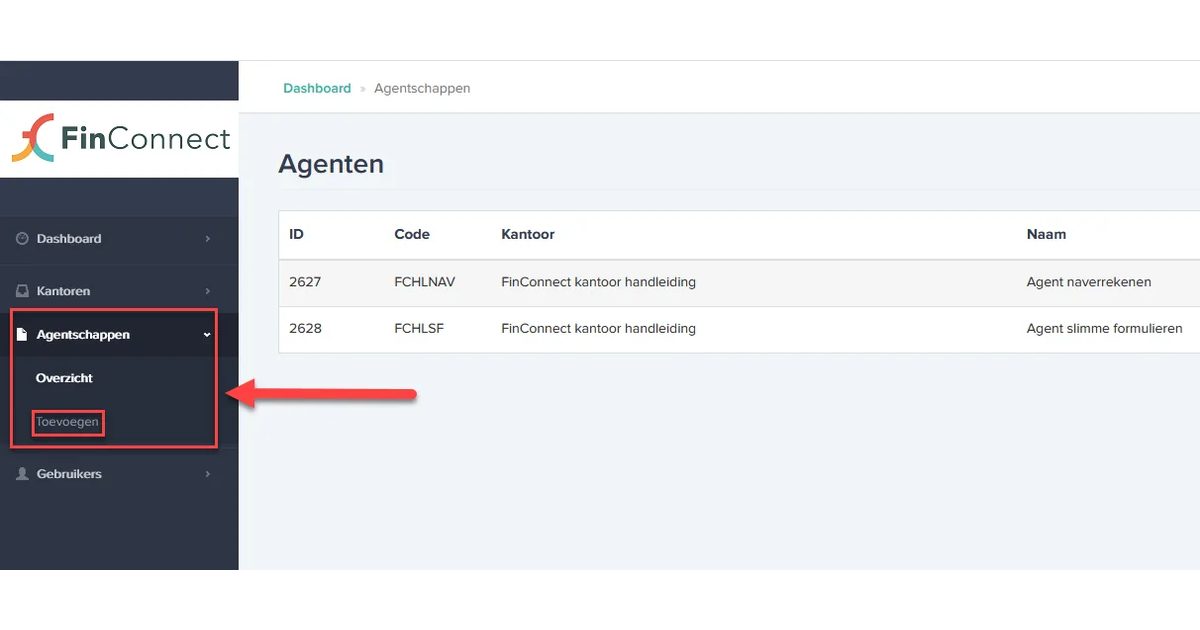 Dashboard » Agentschappen
FinConnect
Agenten
Dashboard
Kantoren
Agentschappen
Overzicht
Toevoegen
Gebruikers
ID Code Kantoor Naam
2627 FCHLNAV FinConnect kantoor handleiding Agent naverrekenen
2628 FCHLSF FinConnect kantoor handleiding Agent slimme formulieren